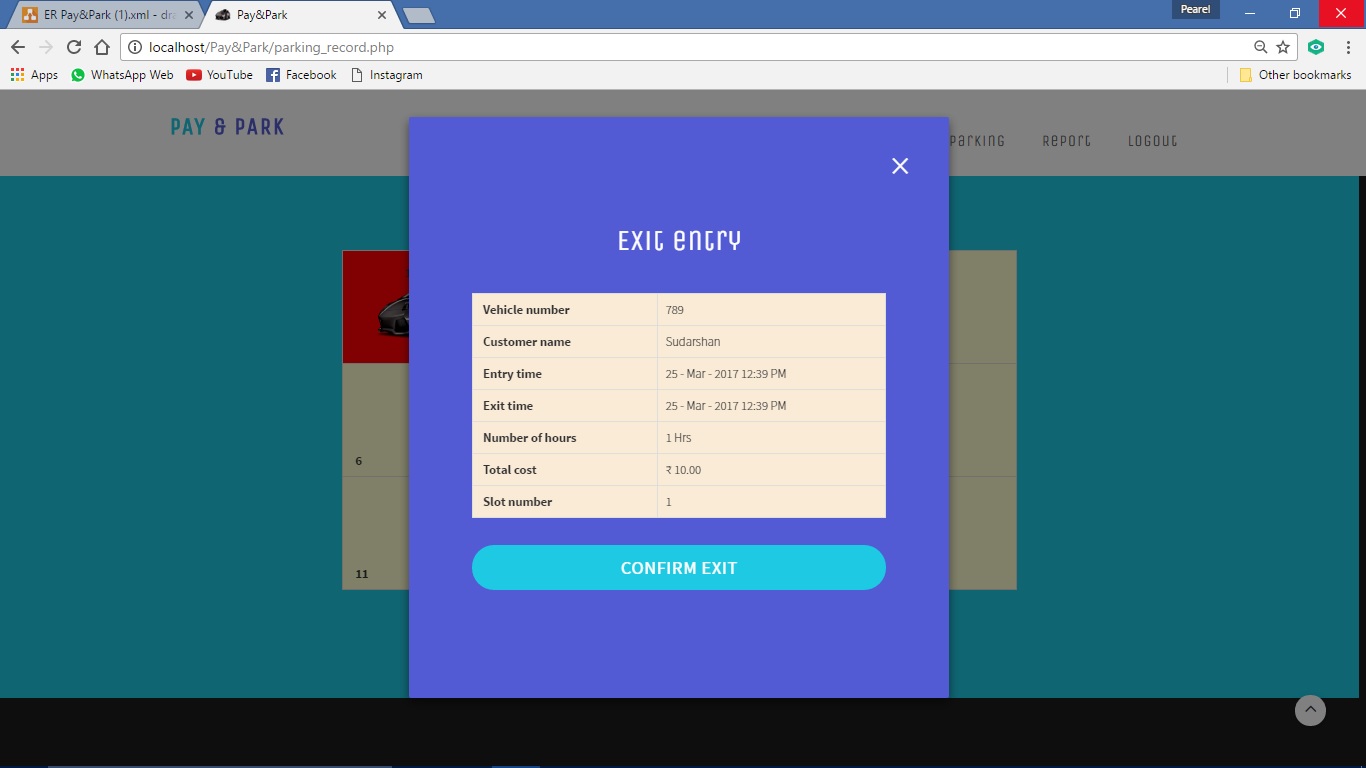 ER Pay&Park (1).xml - dra
Pay&Park
Pearel
localhost/Pay&Park/parking_record.php
Apps
WhatsApp Web
YouTube
Facebook
Instagram
Other bookmarks
PAY & PARK
Parking
Report
Logout
Exit entry
Vehicle number 789
Customer name Sudarshan
Entry time 25 - Mar - 2017 12:39 PM
Exit time 25 - Mar - 2017 12:39 PM
Number of hours 1 Hrs
Total cost ₹ 10.00
Slot number 1
CONFIRM EXIT
6
11